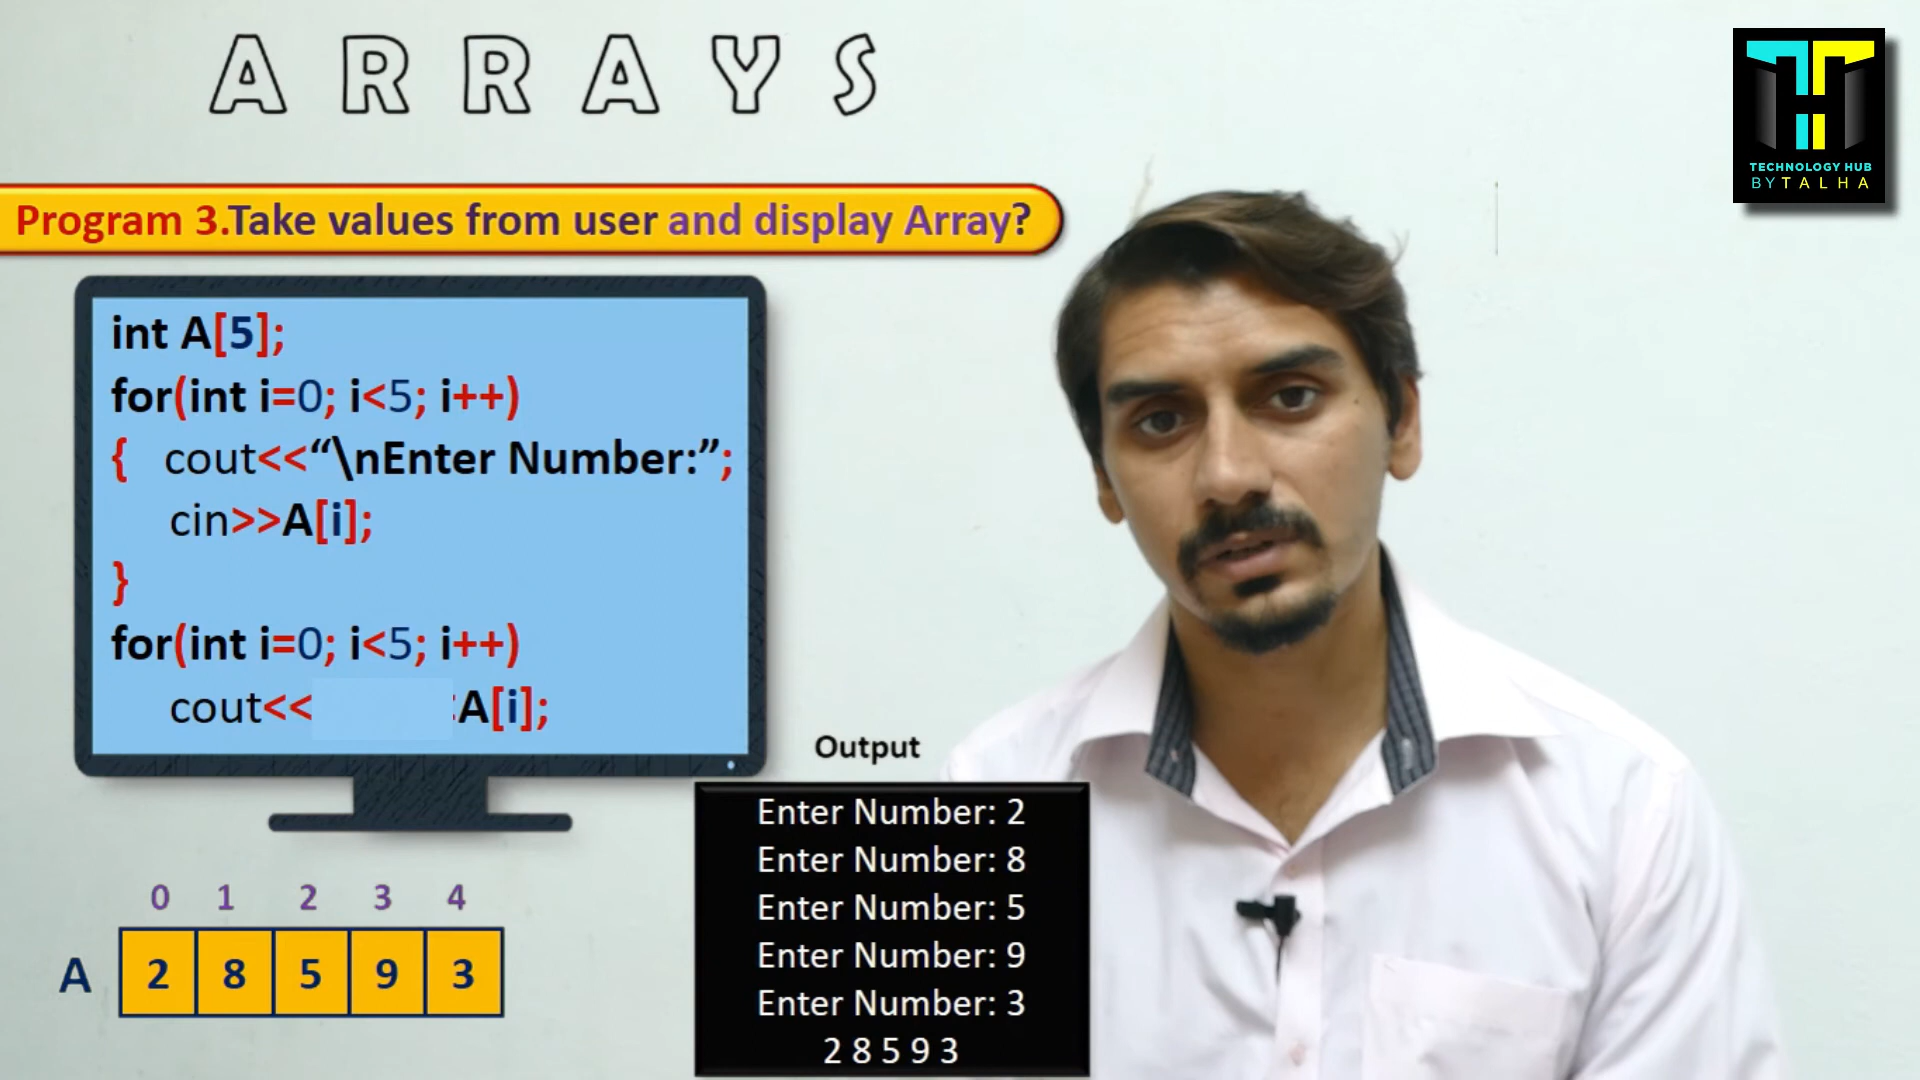 ARRAYS
TECHNOLOGY HUB
BY TALHA
Program 3.Take values from user and display Array?
int A[5];
for(int i=0; i<5; i++)
{ cout<<“\nEnter Number:”;
cin>>A[i];
}
for(int i=0; i<5; i++)
cout<< A[i];
Output
Enter Number: 2
Enter Number: 8
Enter Number: 5
Enter Number: 9
Enter Number: 3
2 8 5 9 3
0 1 2 3 4
A 2 8 5 9 3